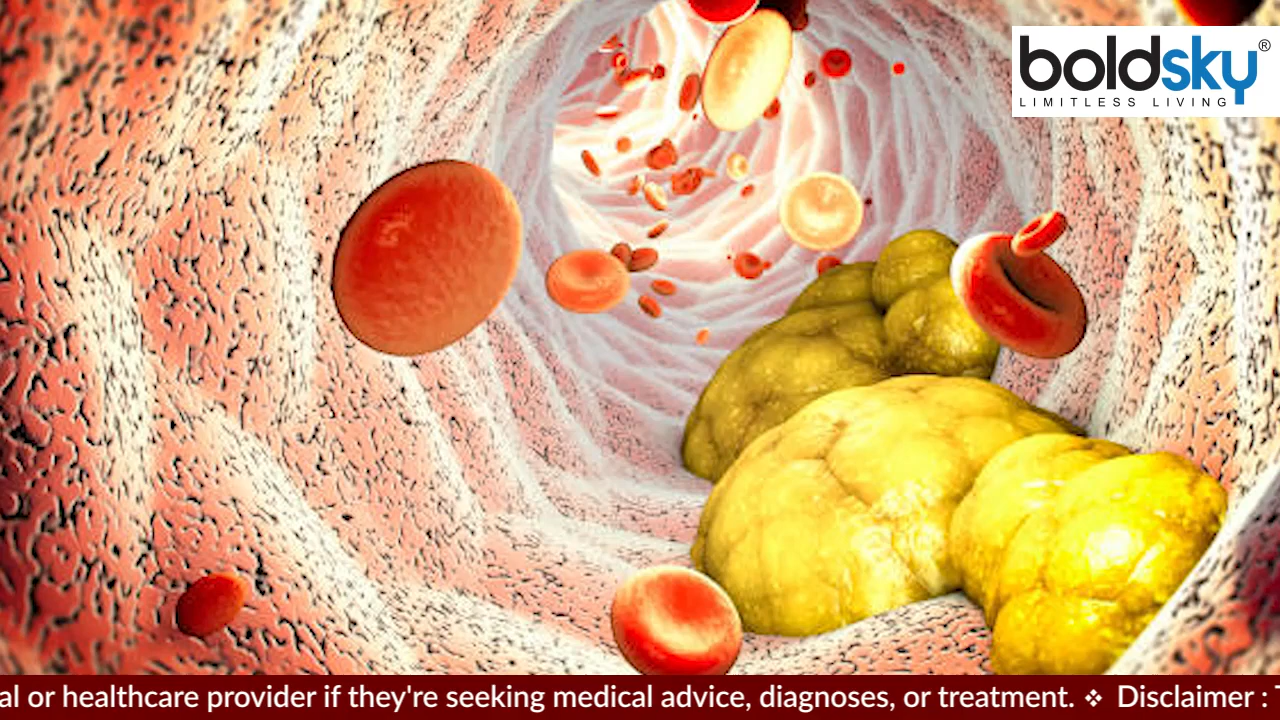 boldsky®
LIMITLESS LIVING
al or healthcare provider if they're seeking medical advice, diagnoses, or treatment. ❖ Disclaimer :